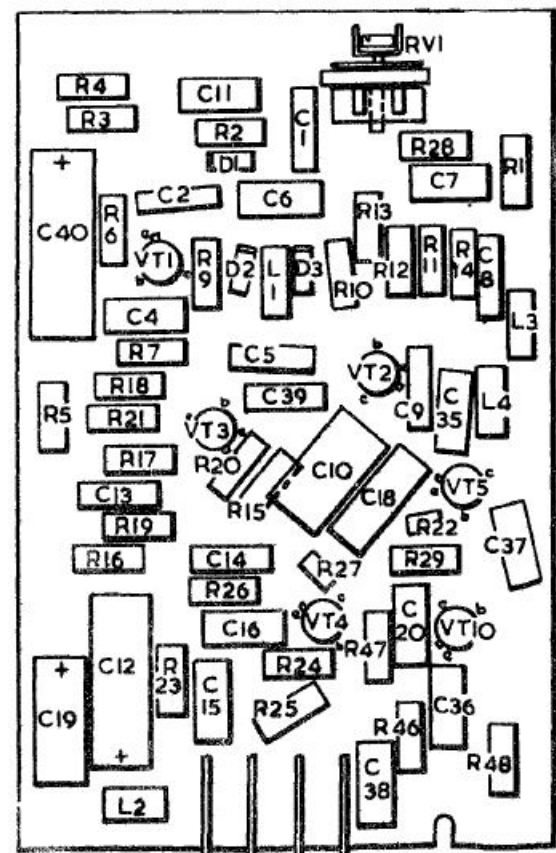 RV1
R4
C11
R3
R2
C1
R28
R1
D1
C7
C2
C6
R13
+
C40
R6
VT1
R9
D2
L1
D3
R10
R12
R11
R14
C8
L3
C4
R7
C5
VT2
R18
C39
C9
C35
L4
R5
R21
VT3
R17
R20
C10
C18
VT5
C13
R15
R22
R19
C37
R16
C14
R27
R29
R26
C12
C16
VT4
R47
C20
VT10
R24
+
C19
R23
C15
R25
C36
R46
R48
+
C38
L2